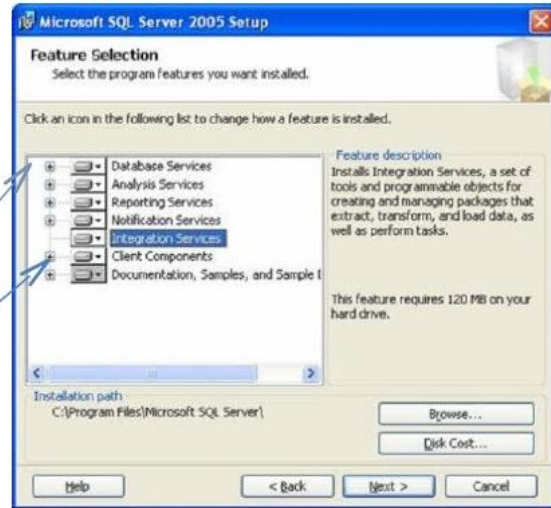 Microsoft SQL Server 2005 Setup
Feature Selection
Select the program features you want installed.
Click an icon in the following list to change how a feature is installed.
Database Services
Analysis Services
Reporting Services
Notification Services
Integration Services
Client Components
Documentation, Samples, and Sample
Feature description
Installs Integration Services, a set of
tools and programmable objects for
creating and managing packages that
extract, transform, and load data, as
well as perform tasks.
This feature requires 120 MB on your
hard drive.
Installation path
C:\Program Files\Microsoft SQL Server\
Browse...
Disk Cost...
Help
< Back
Next >
Cancel